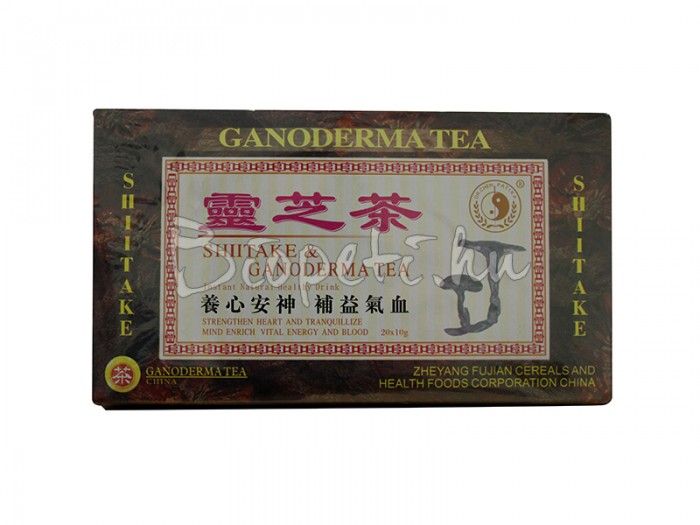 GANODERMA TEA
SHIITAKE
SHIITAKE
靈芝茶
SHIITAKE &
GANODERMA TEA
Instant Natural Healthy Drink
養心安神 補益氣血
STRENGTHEN HEART AND TRANQUILLIZE
MIND ENRICH VITAL ENERGY AND BLOOD 20x10g
Biopeti.hu
茶
GANODERMA TEA
CHINA
ZHEYANG FUJIAN CEREALS AND
HEALTH FOODS CORPORATION CHINA